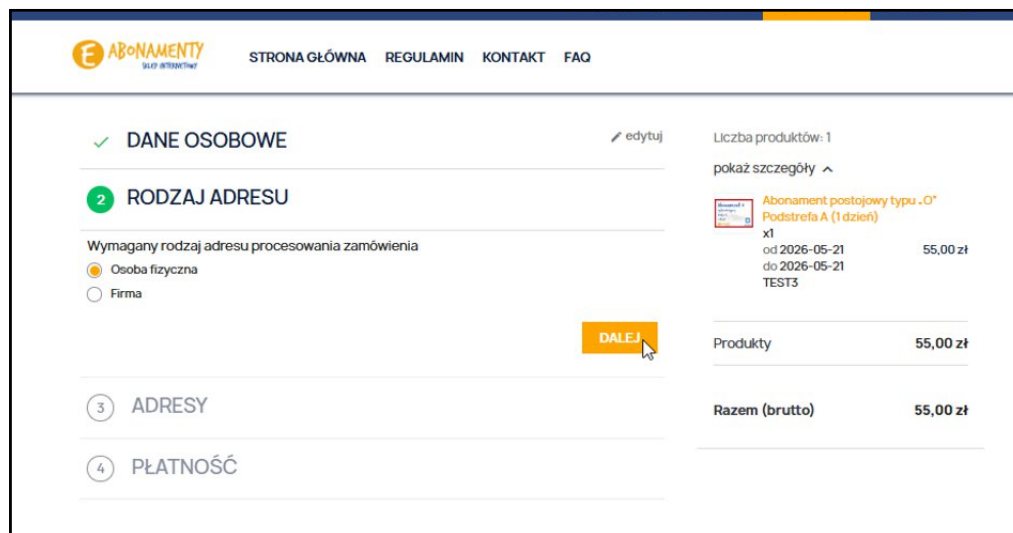 ABONAMENTY
SKLEP INTERNETOWY
STRONA GŁÓWNA REGULAMIN KONTAKT FAQ
DANE OSOBOWE
edytuj
2 RODZAJ ADRESU
Wymagany rodzaj adresu procesowania zamówienia
Osoba fizyczna
Firma
DALEJ
3 ADRESY
4 PŁATNOŚĆ
Liczba produktów: 1
pokaż szczegóły
Abonament postojowy typu „O"
Podstrefa A (1 dzień)
x1
od 2026-05-21 55,00 zł
do 2026-05-21
TEST3
Produkty 55,00 zł
Razem (brutto) 55,00 zł